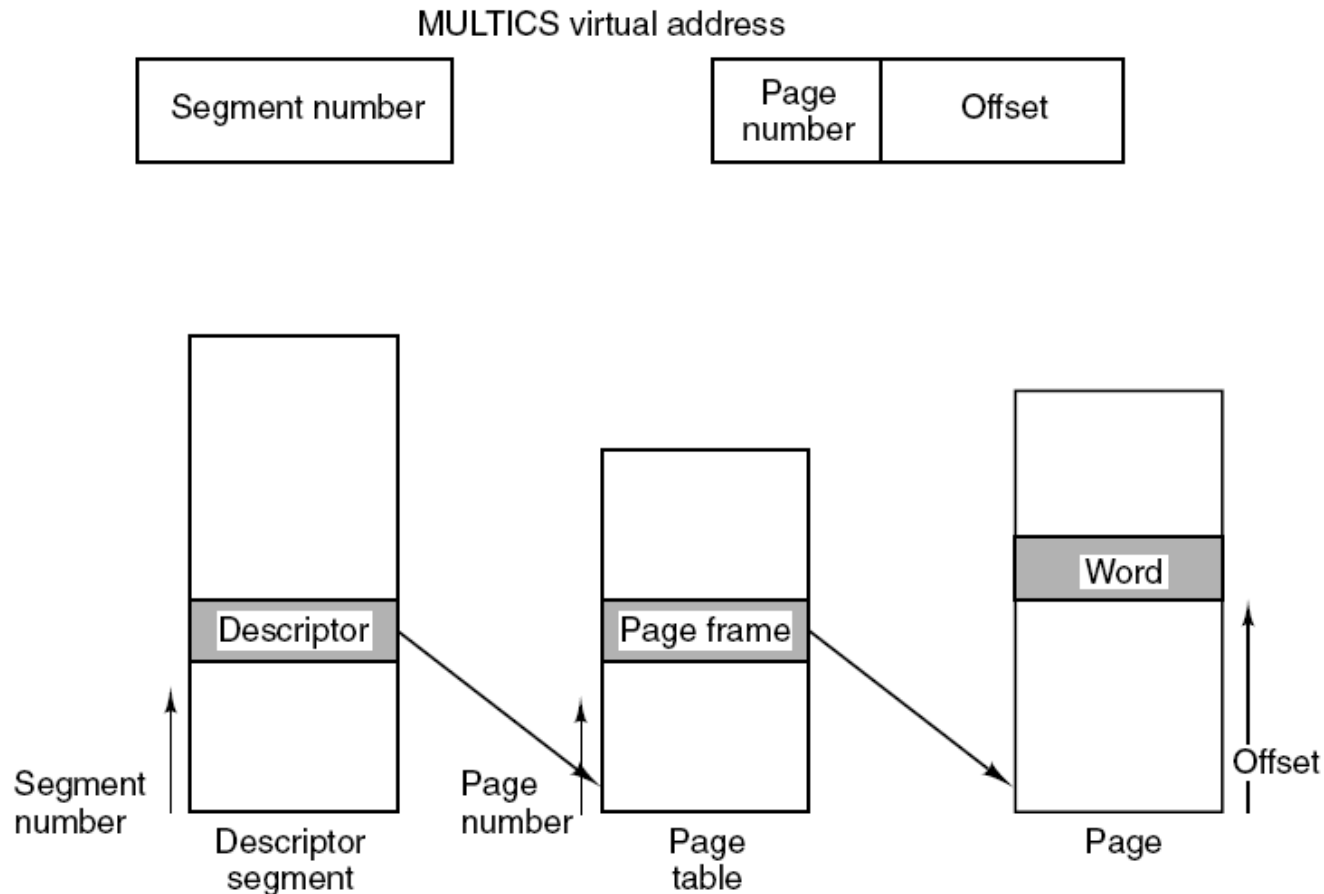 MULTICS virtual address
Segment number
Page
number
Offset
Descriptor
Page frame
Word
Segment
number
Page
number
Offset
Descriptor
segment
Page
table
Page